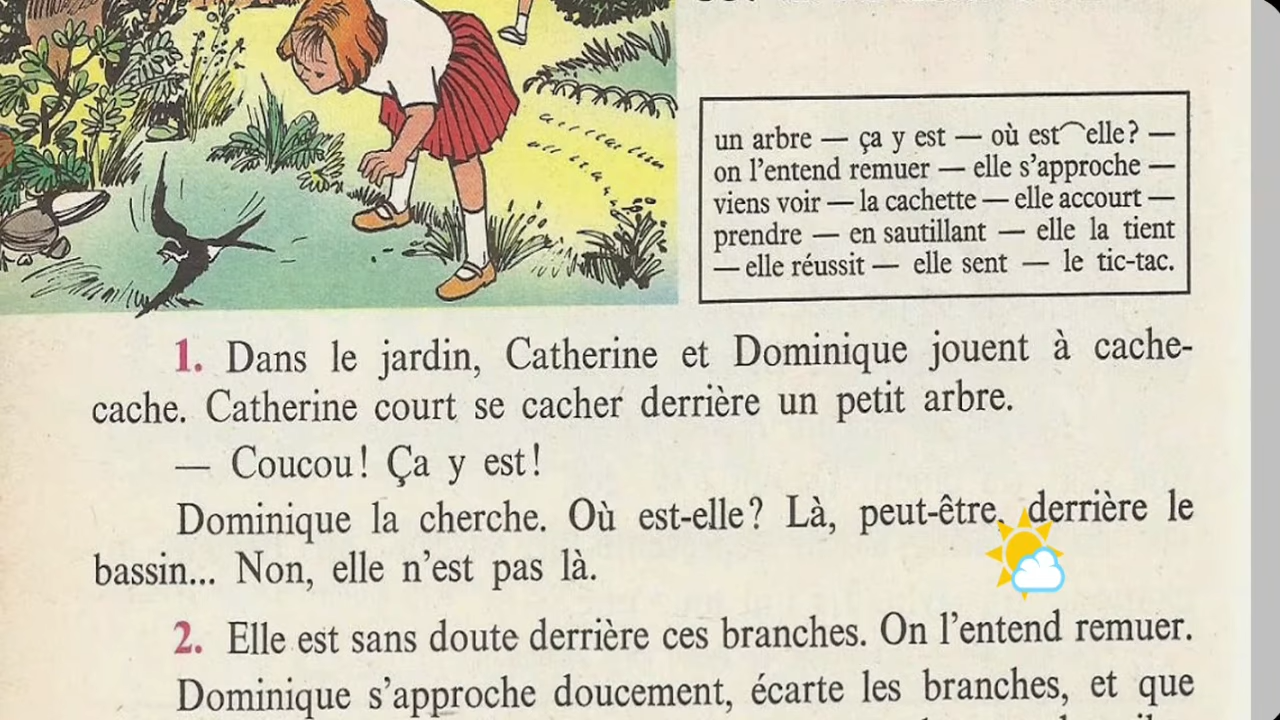 un arbre — ça y est — où est elle? —
on l'entend remuer — elle s'approche —
viens voir — la cachette — elle accourt —
prendre — en sautillant — elle la tient
— elle réussit — elle sent — le tic-tac.
1. Dans le jardin, Catherine et Dominique jouent à cache-
cache. Catherine court se cacher derrière un petit arbre.
— Coucou! Ça y est!
Dominique la cherche. Où est-elle? Là, peut-être, derrière le
bassin... Non, elle n'est pas là.
2. Elle est sans doute derrière ces branches. On l'entend remuer.
Dominique s'approche doucement, écarte les branches, et que